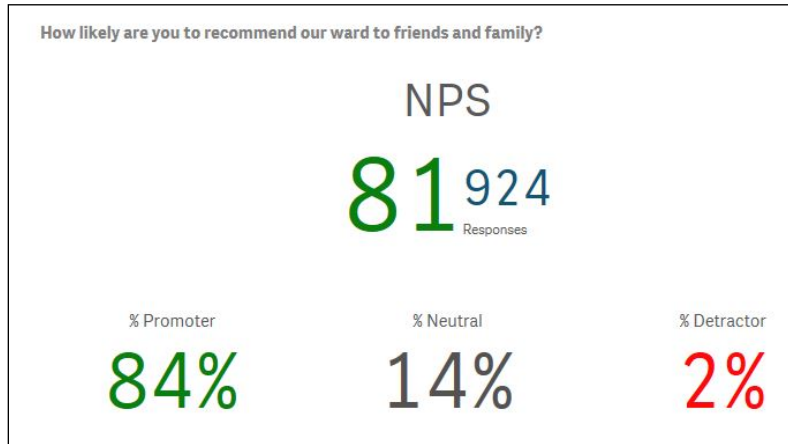 How likely are you to recommend our ward to friends and family?
NPS
81 924
Responses
% Promoter % Neutral % Detractor
84% 14% 2%